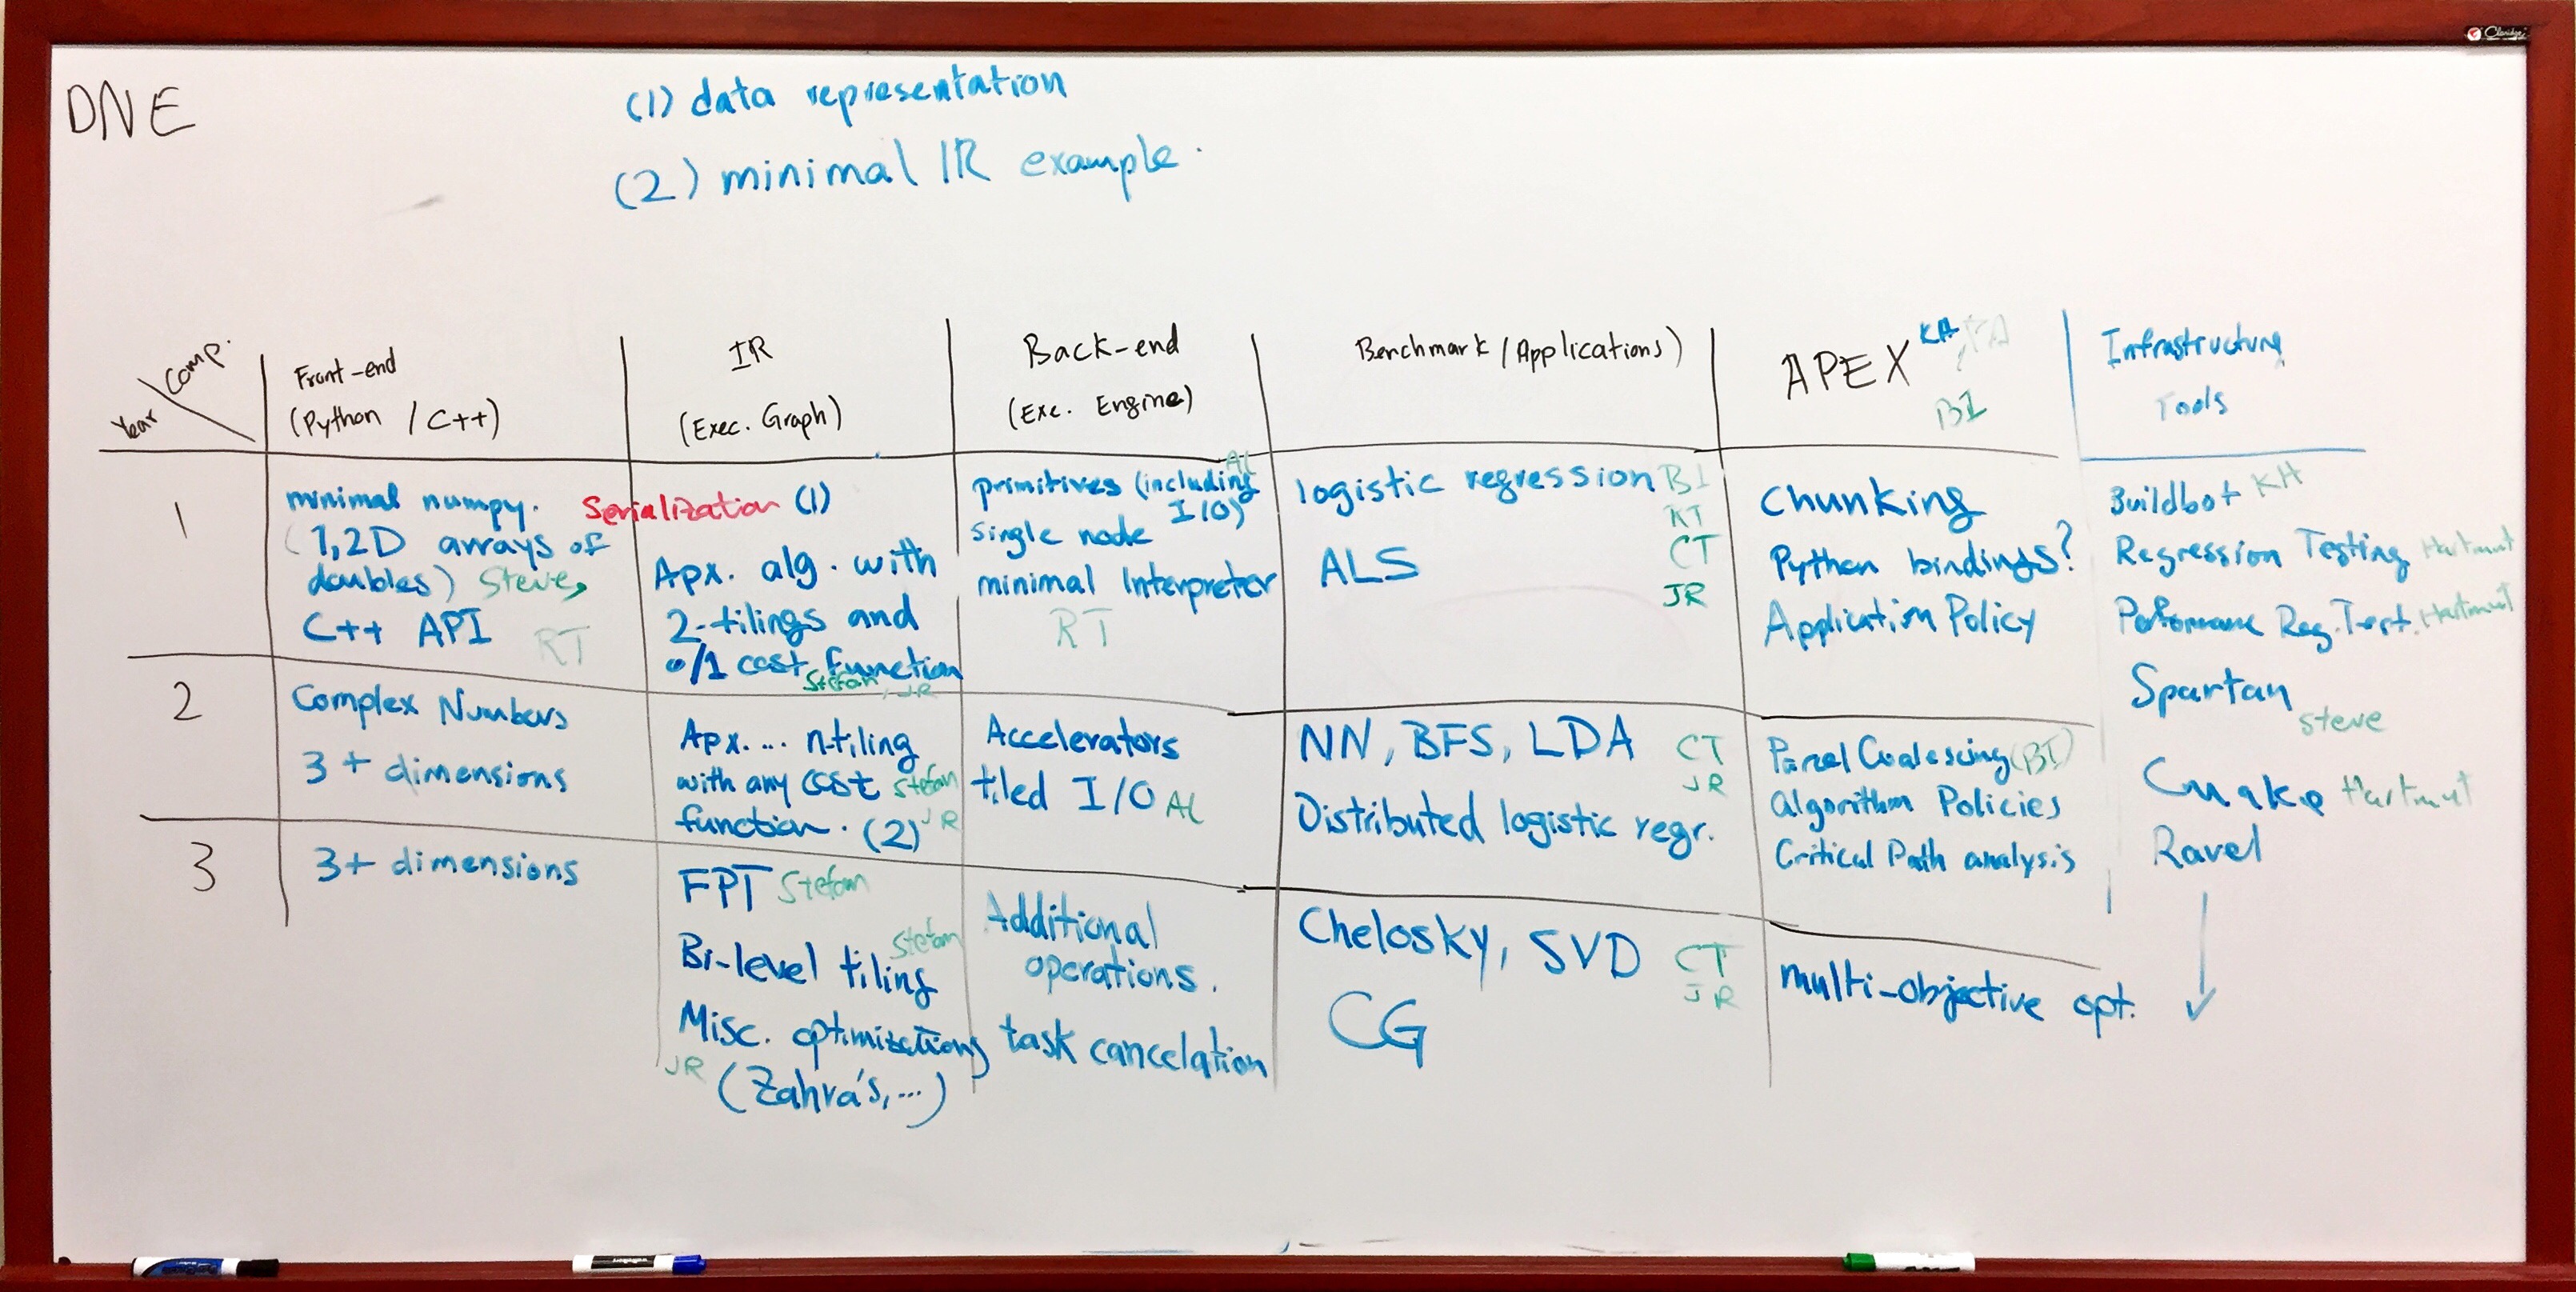 Claridge
DNE
(1) data representation
(2) minimal IR example.
Year / Comp.
Front-end
(Python / C++)
IR
(Exec. Graph)
Back-end
(Exe. Engine)
Benchmark (Applications)
APEX KH,
BI
Infrastructure
Tools
1
minimal numpy.
(1,2D arrays of
doubles) Steve,
C++ API RT
Serialization (1)
Apx. alg. with
2-tilings and
0/1 cost function
Stefan, JR
primitives (including AL
I/O)
single node
minimal Interpreter
RT
logistic regression BI
RT
ALS CT
JR
Chunking
Python bindings?
Application Policy
Buildbot KH
Regression Testing Hartmut
Performance Reg. Test. Hartmut
Spartan
Steve
Cmake Hartmut
Ravel
2
Complex Numbers
3+ dimensions
Apx. ... n-tiling
with any cost Stefan
function. (2) JR
Accelerators
tiled I/O AL
NN, BFS, LDA CT
JR
Distributed logistic regr.
Parcel Coalescing (BI)
Algorithm Policies
Critical Path analysis
3
3+ dimensions
FPT Stefan
Stefan
Bi-level tiling
Misc. optimizations
JR (Zahra's, ...)
Additional
operations.
task cancelation
Chelosky, SVD CT
JR
CG
multi-objective opt.